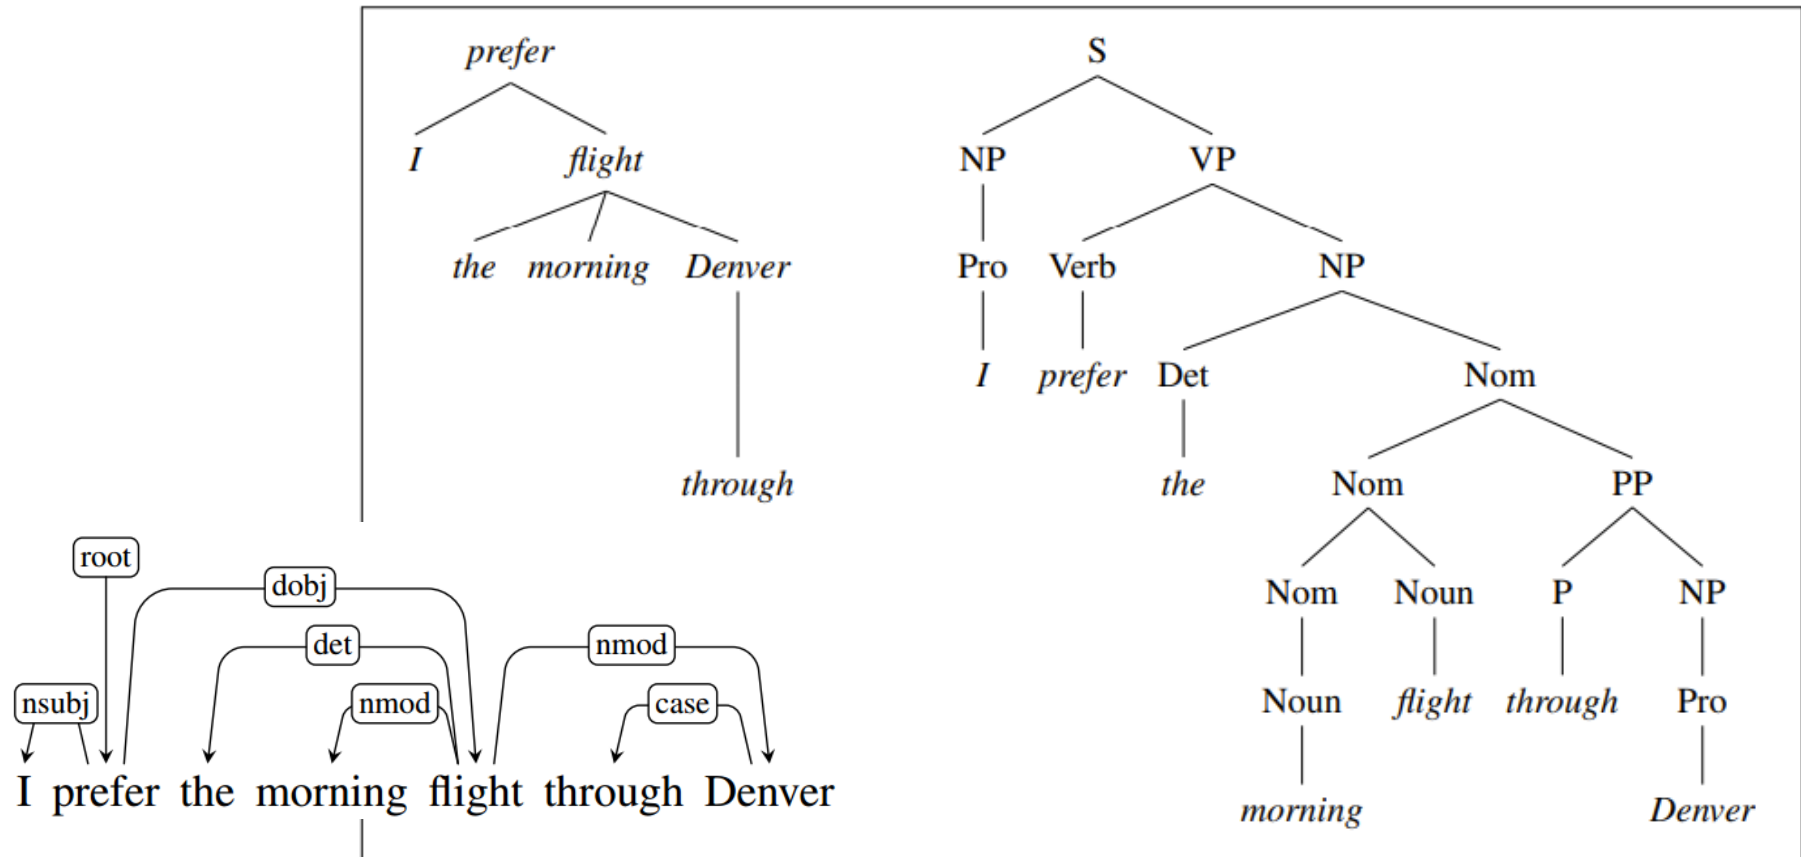 prefer S
I flight NP VP
the morning Denver Pro Verb NP
I prefer Det Nom
through the Nom PP
root
dobj Nom Noun P NP
det nmod
nsubj nmod case Noun flight through Pro
I prefer the morning flight through Denver
morning Denver